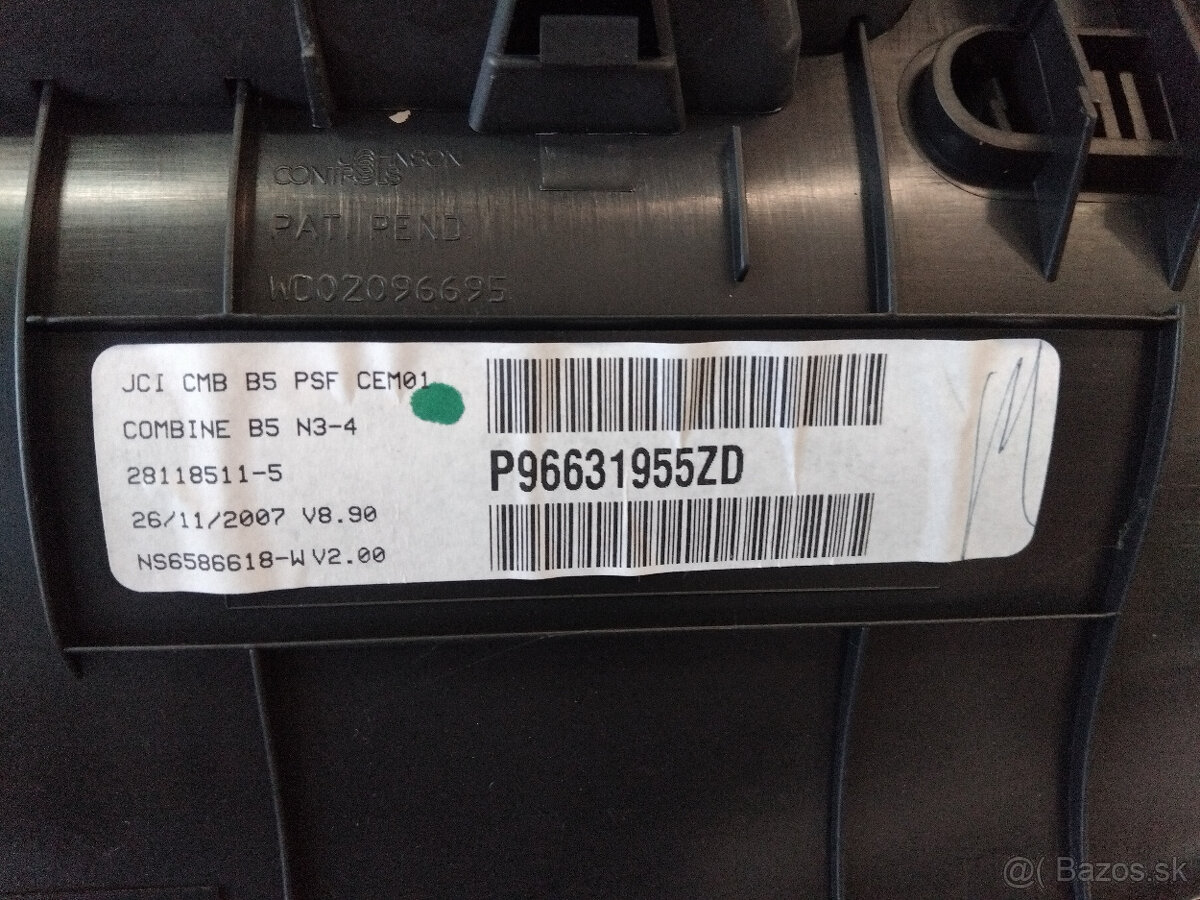 JOHNSON
CONTROLS
PAT PEND
WO02096695
JCI CMB B5 PSF CEM01
COMBINE B5 N3-4
28118511-5
26/11/2007 V8.90
NS6586618-W V2.00
P96631955ZD
@( Bazos.sk